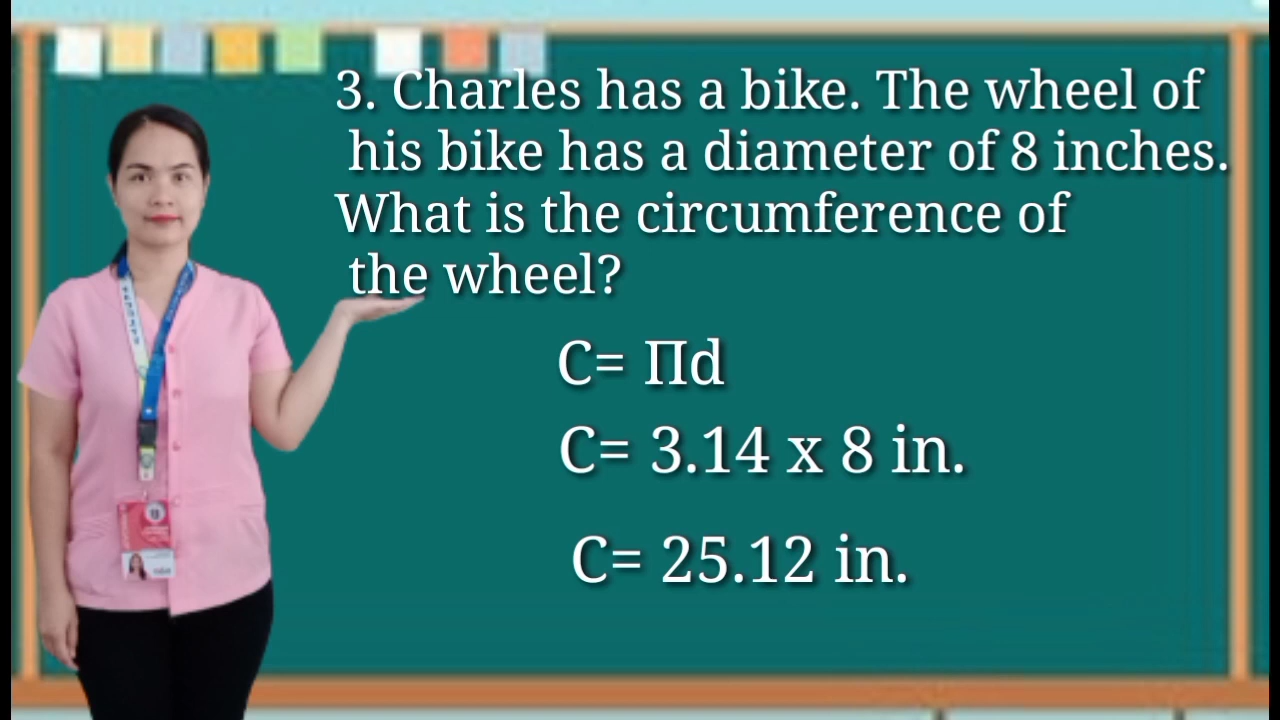 3. Charles has a bike. The wheel of
his bike has a diameter of 8 inches.
What is the circumference of
the wheel?
C= Πd
C= 3.14 x 8 in.
C= 25.12 in.